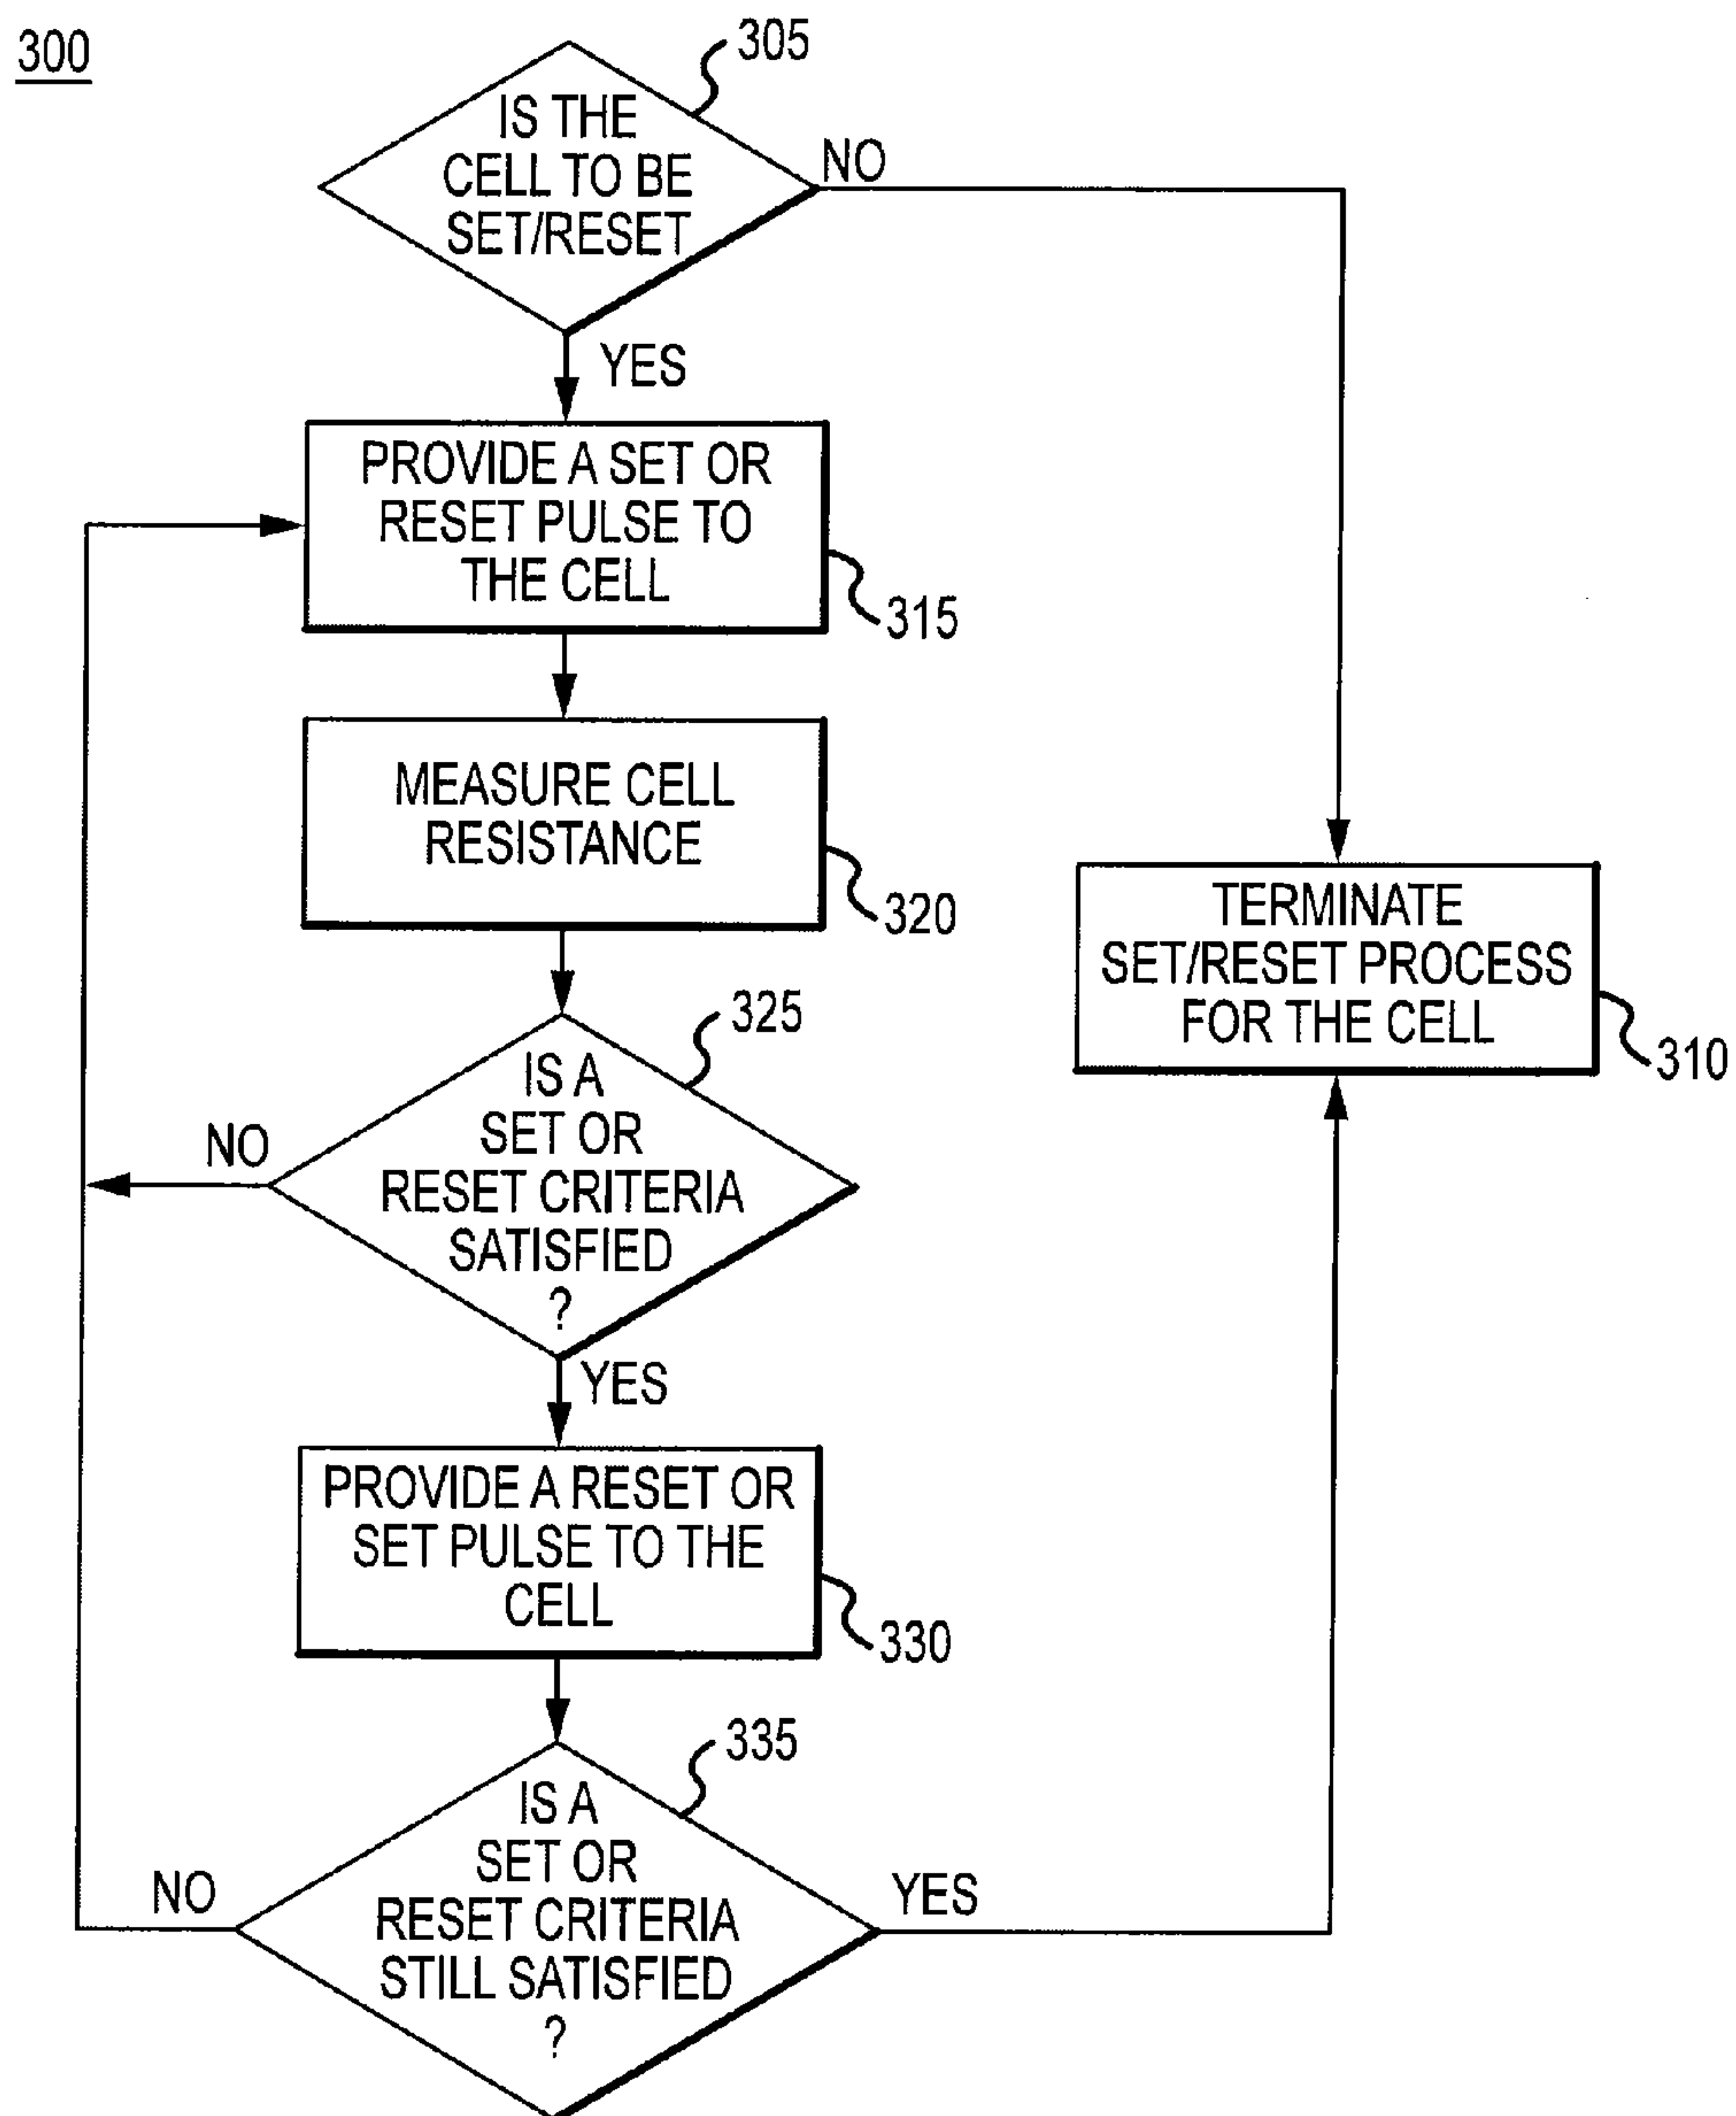 300
305
IS THE
CELL TO BE
SET/RESET
NO
YES
PROVIDE A SET OR
RESET PULSE TO
THE CELL
315
MEASURE CELL
RESISTANCE
320
TERMINATE
SET/RESET PROCESS
FOR THE CELL
310
325
IS A
SET OR
RESET CRITERIA
SATISFIED
?
NO
YES
PROVIDE A RESET OR
SET PULSE TO THE
CELL
330
335
IS A
SET OR
RESET CRITERIA
STILL SATISFIED
?
NO
YES